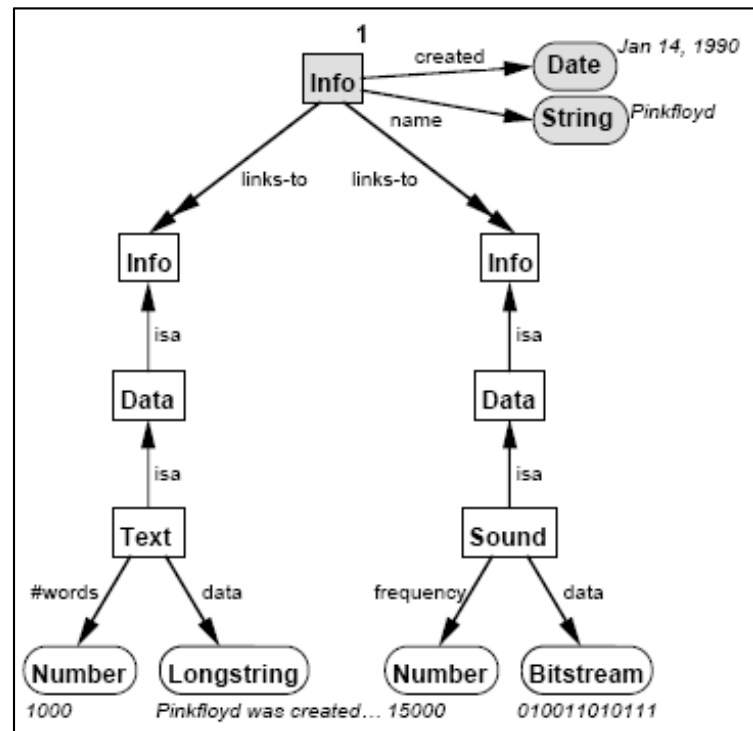 1
Info
created
Date
Jan 14, 1990
name
String
Pinkfloyd
links-to links-to
Info Info
isa isa
Data Data
isa isa
Text Sound
#words data frequency data
Number Longstring Number Bitstream
1000 Pinkfloyd was created... 15000 010011010111